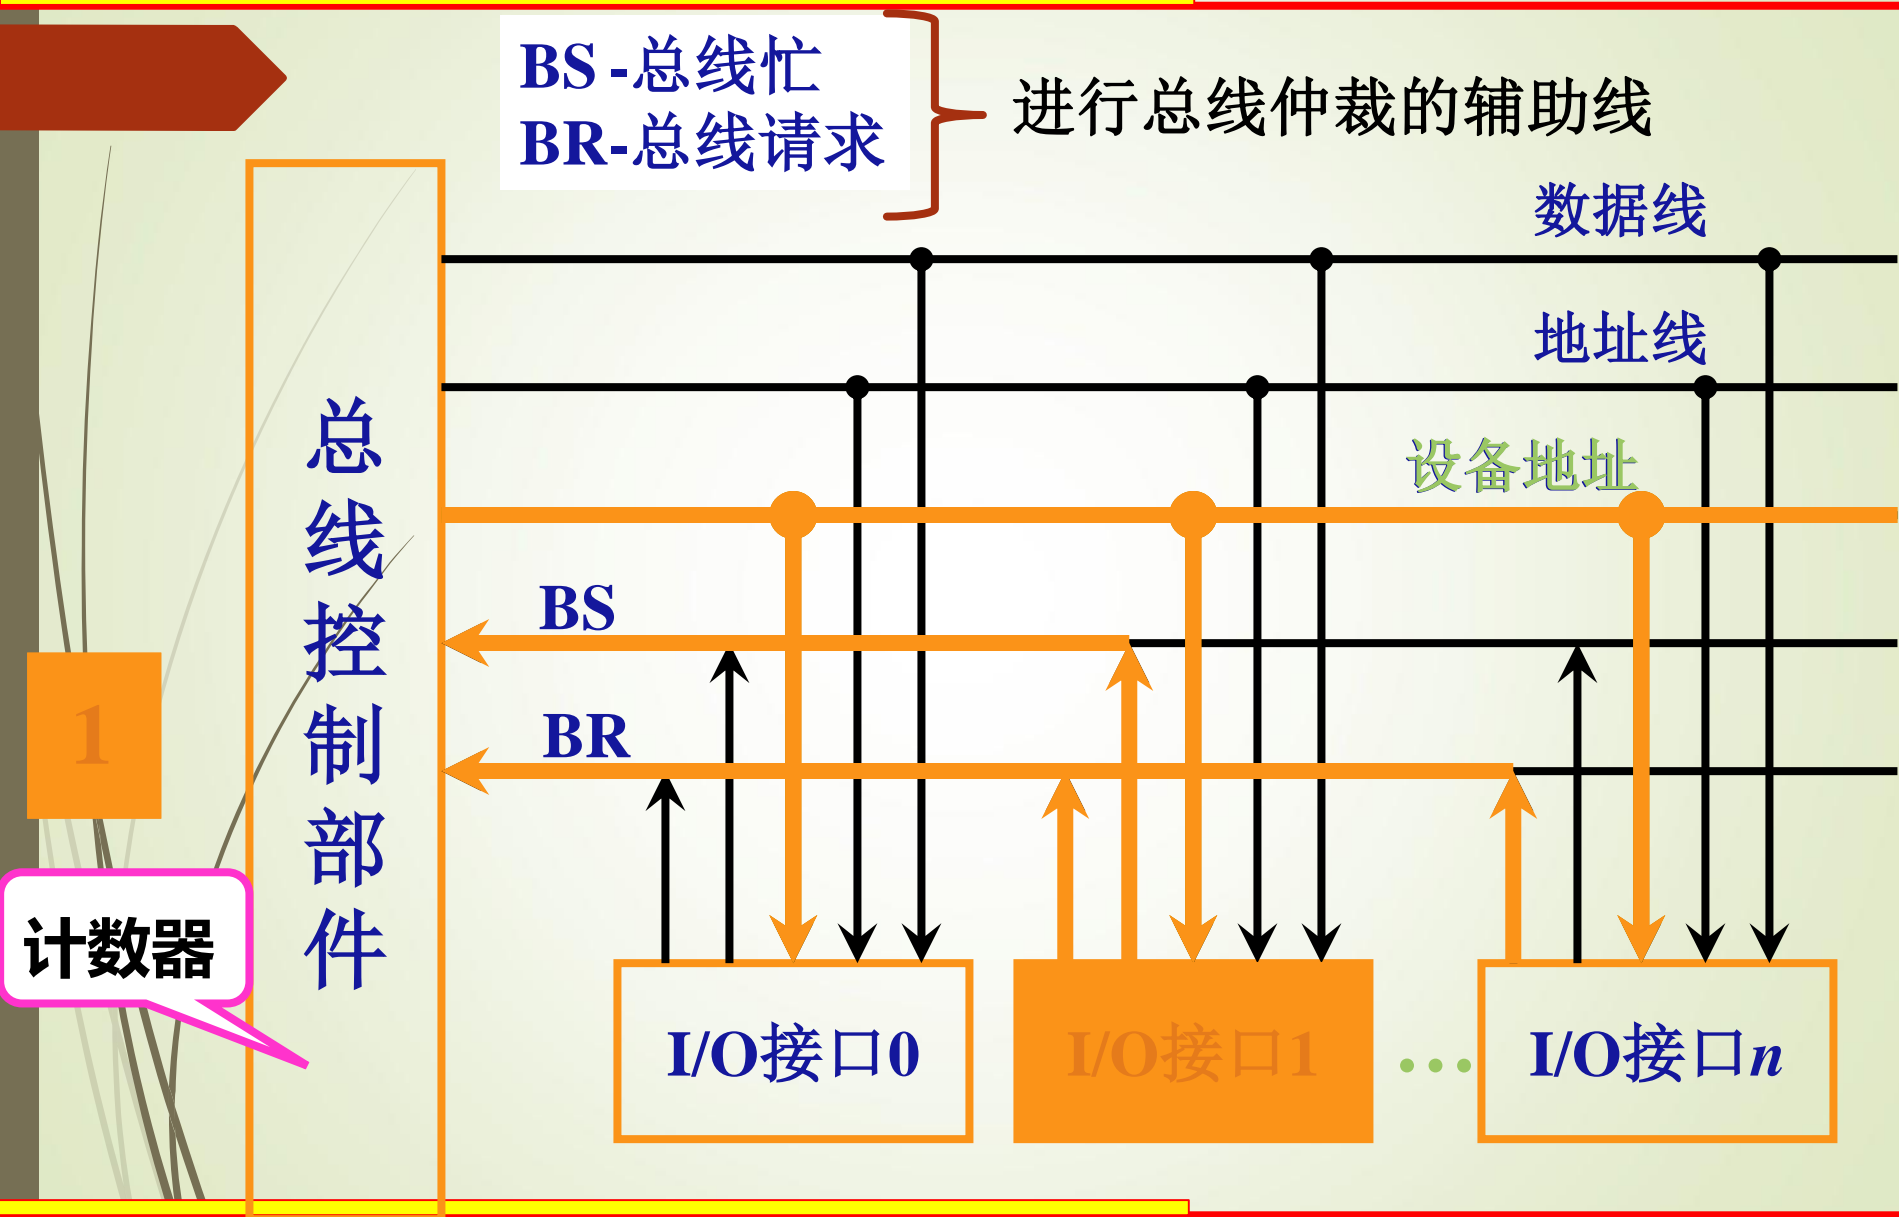 BS -总线忙
BR-总线请求
进行总线仲裁的辅助线
数据线
地址线
设备地址
BS
BR
总线控制部件
1
计数器
I/O接口0
I/O接口1
…
I/O接口n